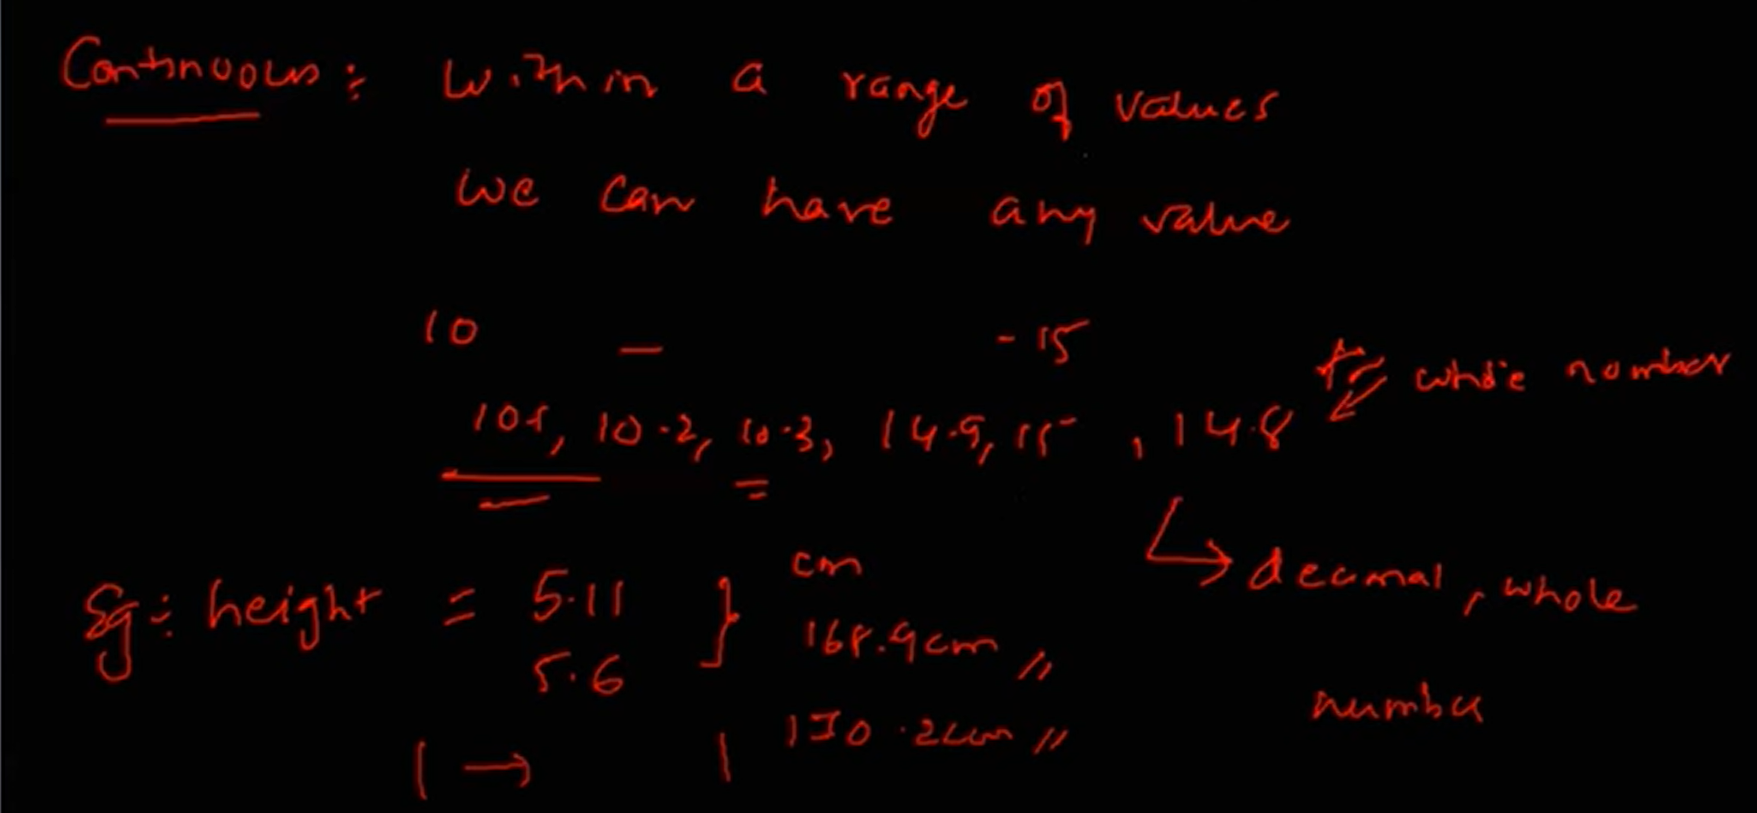 Continuous : Within a range of values
we can have any value
10 — - 15
10.1, 10.2, 10.3, 14.9, 15 , 14.8 whole number
decimal, whole number
Eg : height = 5.11 } cm
5.6 168.9cm //
| → | 170.2cm //